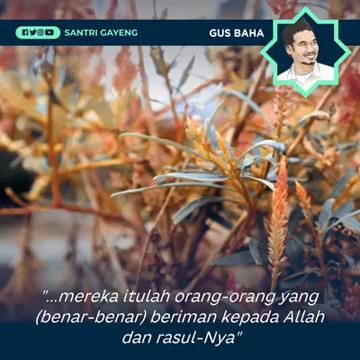 SANTRI GAYENG
GUS BAHA
"...mereka itulah orang-orang yang
(benar-benar) beriman kepada Allah
dan rasul-Nya"